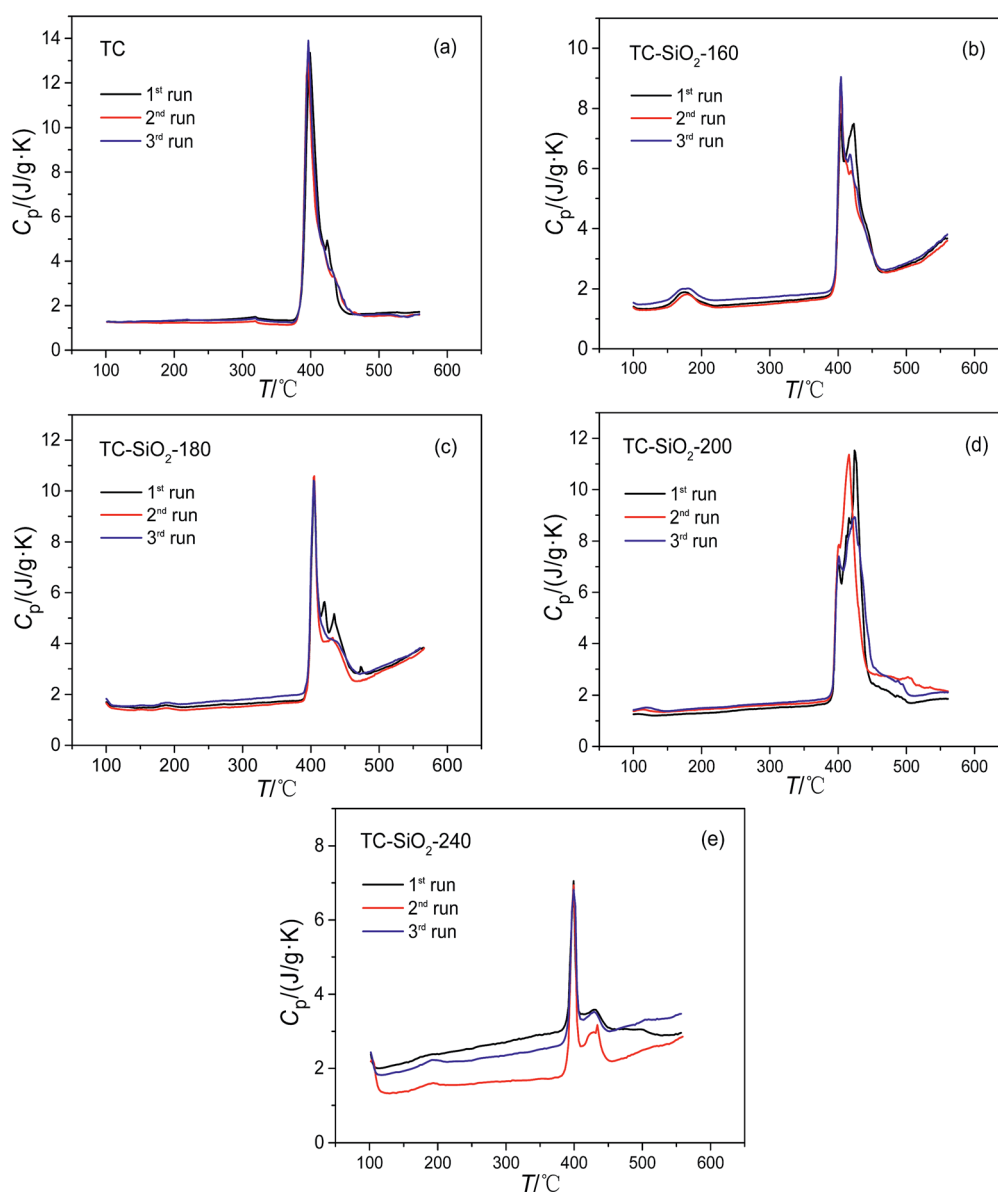 TC
(a)
1st run
2nd run
3rd run
Cp/(J/g·K)
14
12
10
8
6
4
2
0
100 200 300 400 500 600
T/℃
TC-SiO2-160
(b)
1st run
2nd run
3rd run
Cp/(J/g·K)
10
8
6
4
2
0
100 200 300 400 500 600
T/℃
TC-SiO2-180
(c)
1st run
2nd run
3rd run
Cp/(J/g·K)
12
10
8
6
4
2
0
100 200 300 400 500 600
T/℃
TC-SiO2-200
(d)
1st run
2nd run
3rd run
Cp/(J/g·K)
12
10
8
6
4
2
0
100 200 300 400 500 600
T/℃
TC-SiO2-240
(e)
1st run
2nd run
3rd run
Cp/(J/g·K)
8
6
4
2
0
100 200 300 400 500 600
T/℃